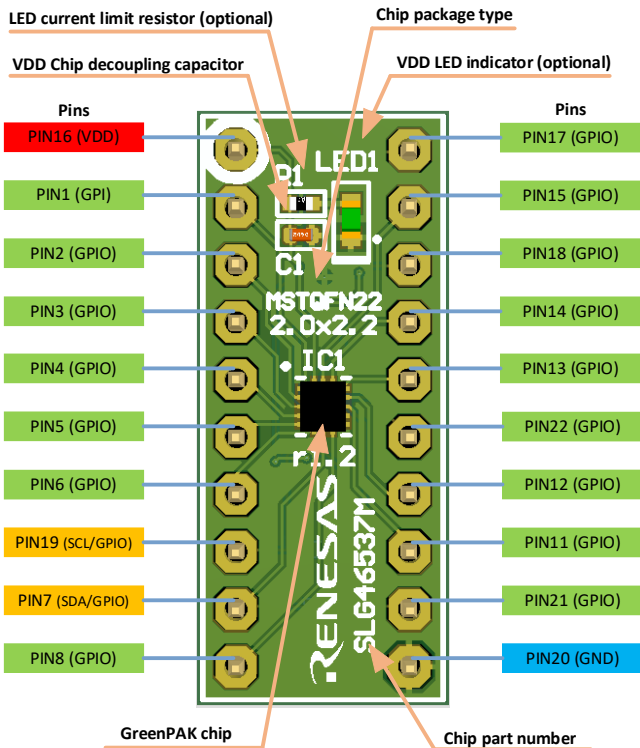 LED current limit resistor (optional)
Chip package type
VDD Chip decoupling capacitor
VDD LED indicator (optional)
Pins
Pins
PIN16 (VDD)
PIN17 (GPIO)
PIN1 (GPI)
PIN15 (GPIO)
PIN2 (GPIO)
PIN18 (GPIO)
PIN3 (GPIO)
PIN14 (GPIO)
PIN4 (GPIO)
PIN13 (GPIO)
PIN5 (GPIO)
PIN22 (GPIO)
PIN6 (GPIO)
PIN12 (GPIO)
PIN19 (SCL/GPIO)
PIN11 (GPIO)
PIN7 (SDA/GPIO)
PIN21 (GPIO)
PIN8 (GPIO)
PIN20 (GND)
LED1
R1
C1
MSTQFN22
2.0x2.2
IC1
r1.2
RENESAS
SLG46537M
GreenPAK chip
Chip part number